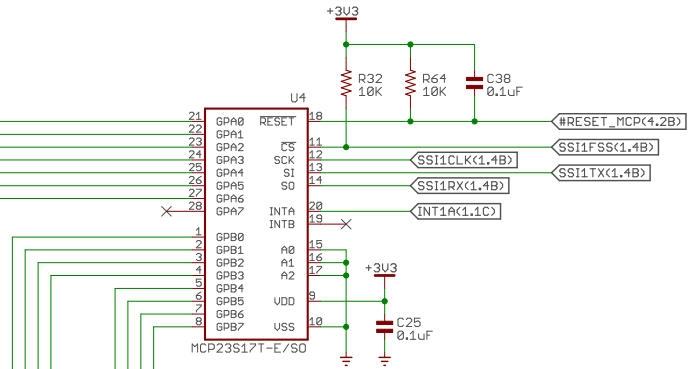 +3V3
R32
10K
R64
10K
C38
0.1uF
U4
21 GPA0 RESET 18 #RESET_MCP(4.2B)
22 GPA1
23 GPA2 CS 11 SSI1FSS(1.4B)
24 GPA3 SCK 12 SSI1CLK(1.4B)
25 GPA4 SI 13 SSI1TX(1.4B)
26 GPA5 SO 14 SSI1RX(1.4B)
27 GPA6
28 GPA7 INTA 20 INT1A(1.1C)
INTB 19
1 GPB0
2 GPB1 A0 15
3 GPB2 A1 16
4 GPB3 A2 17
5 GPB4
6 GPB5 VDD 9
7 GPB6
8 GPB7 VSS 10
+3V3
C25
0.1uF
MCP23S17T-E/SO